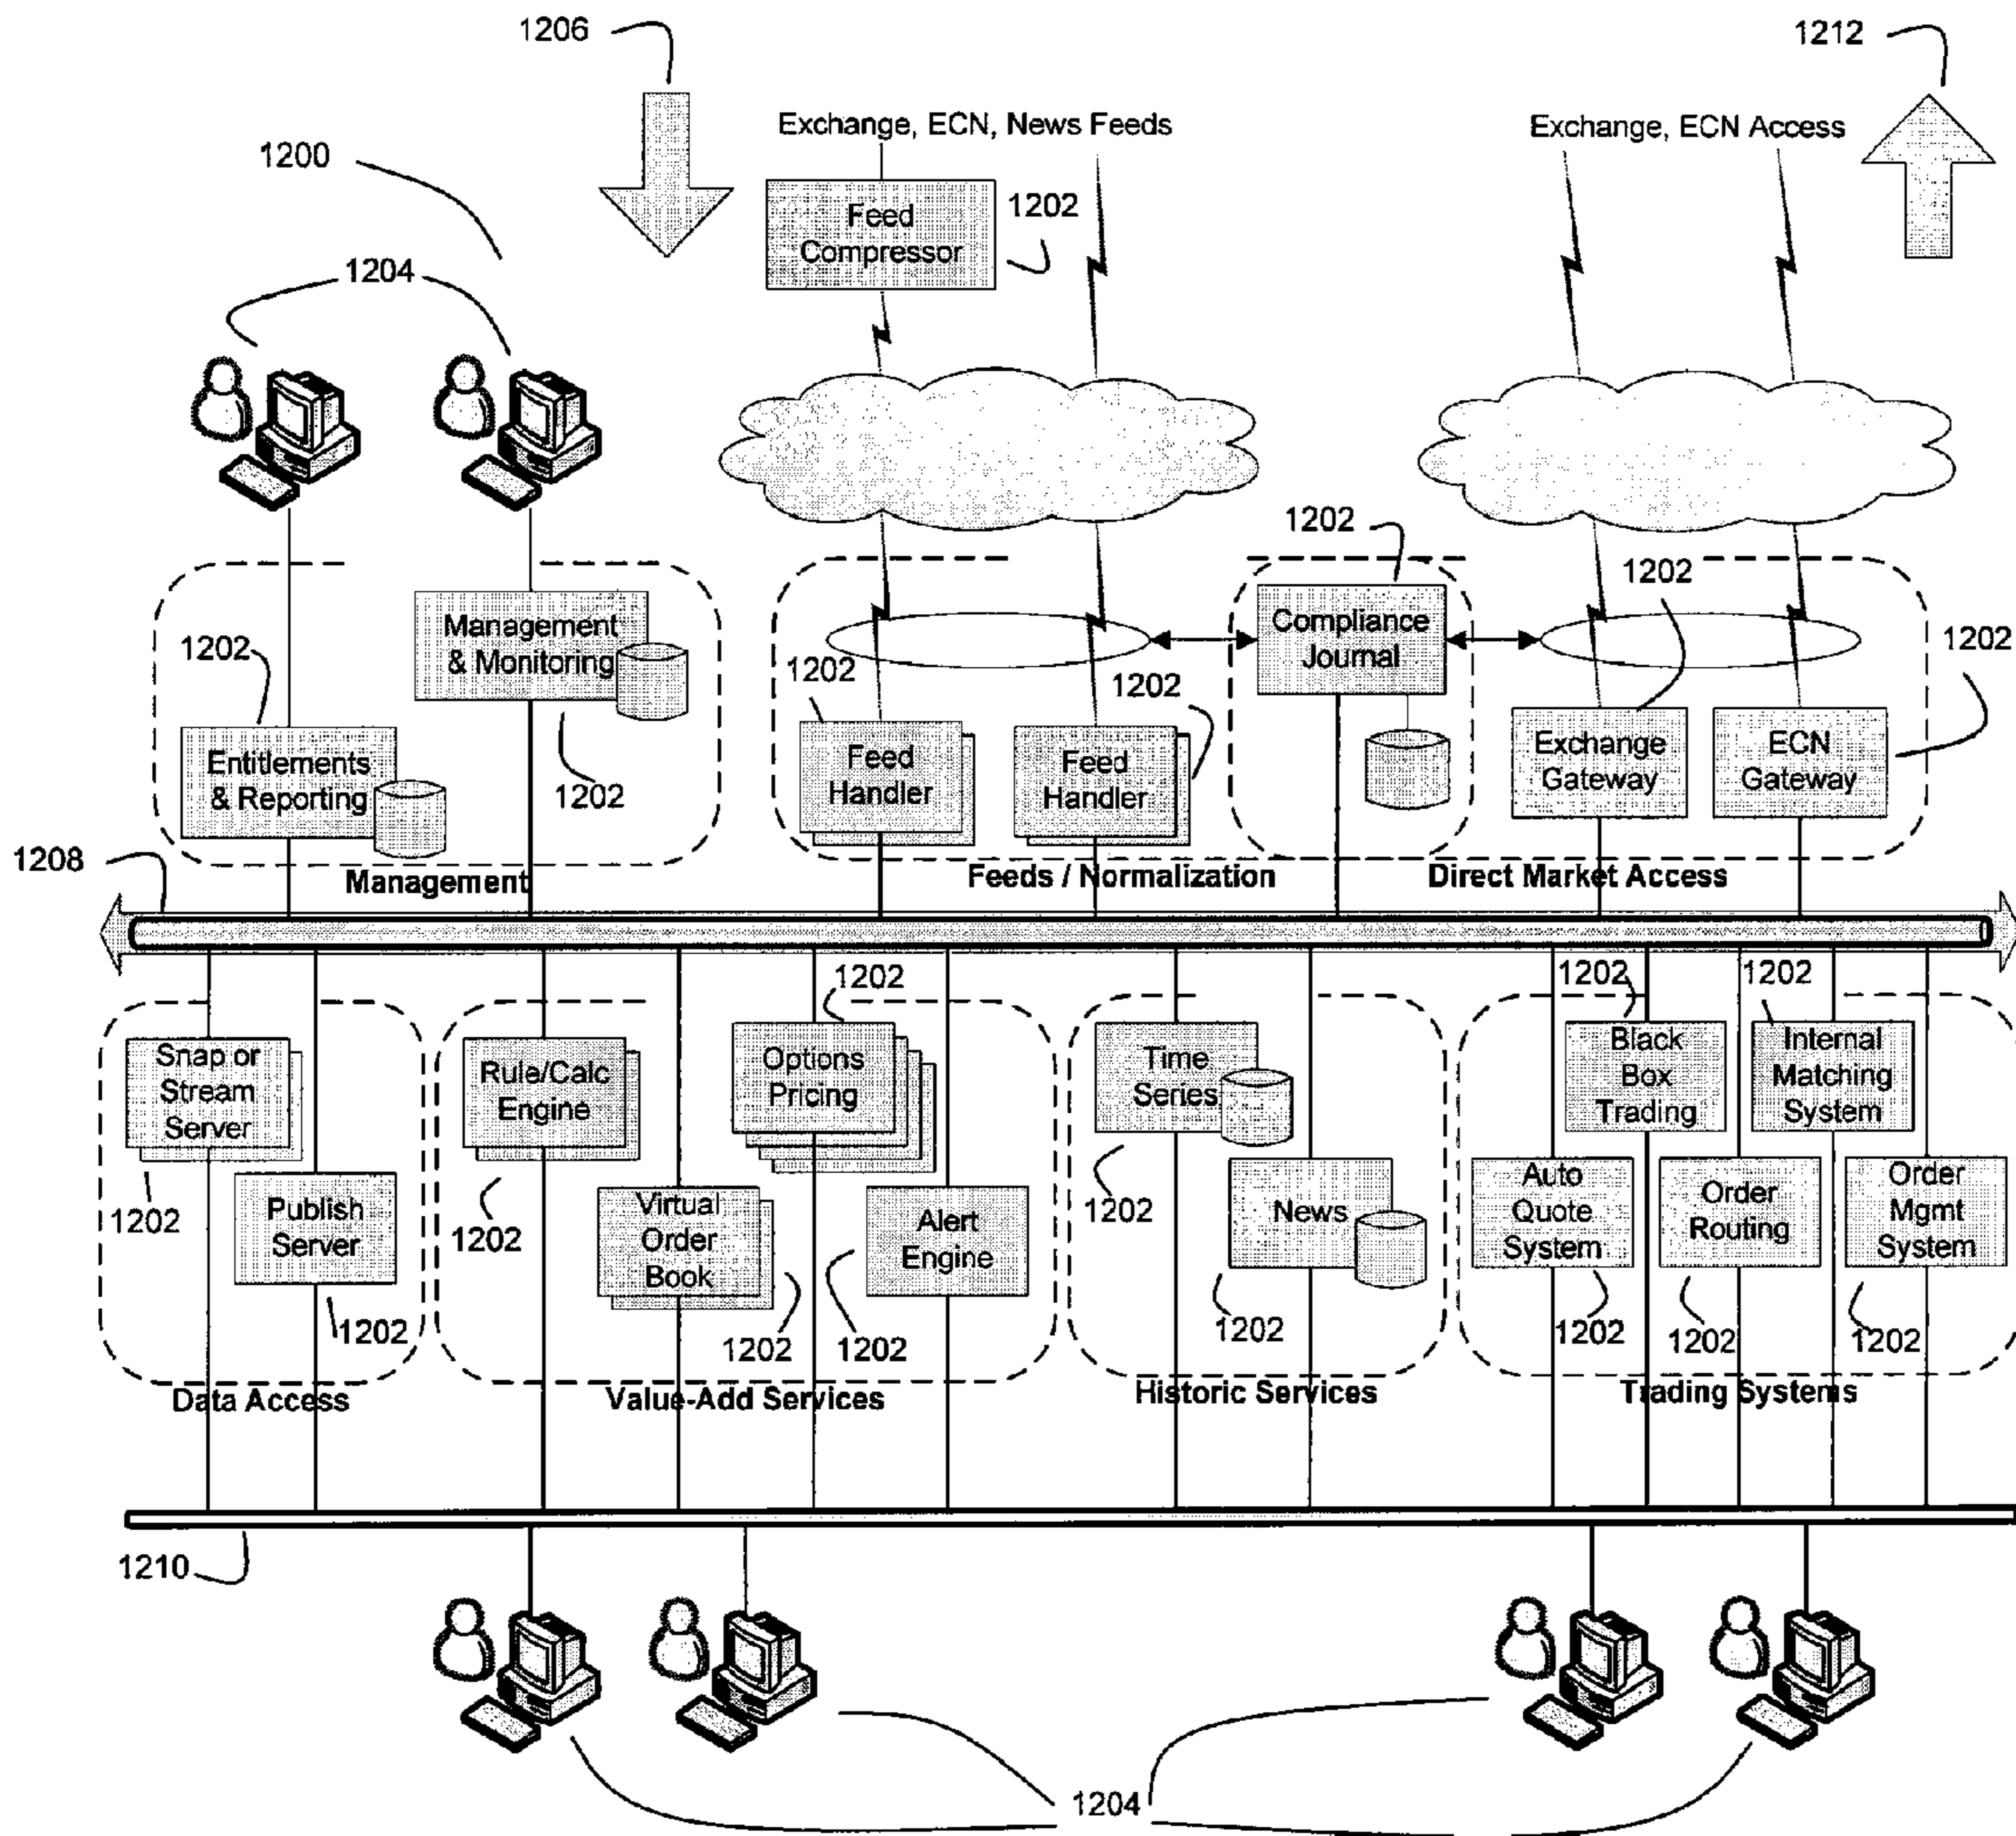 1206
1212
Exchange, ECN, News Feeds
Exchange, ECN Access
1200
Feed
Compressor
1202
1204
1202
1202
Management
& Monitoring
Compliance
Journal
1202
1202
1202
1202
Entitlements
& Reporting
1202
Feed
Handler
Feed
Handler
Exchange
Gateway
ECN
Gateway
1208
Management
Feeds / Normalization
Direct Market Access
1202
1202
1202
Snap or
Stream
Server
Rule/Calc
Engine
Options
Pricing
Time
Series
Black
Box
Trading
Internal
Matching
System
1202
Publish
Server
1202
Virtual
Order
Book
Alert
Engine
1202
News
Auto
Quote
System
Order
Routing
Order
Mgmt
System
1202
1202
1202
1202
1202
1202
1202
Data Access
Value-Add Services
Historic Services
Trading Systems
1210
1204